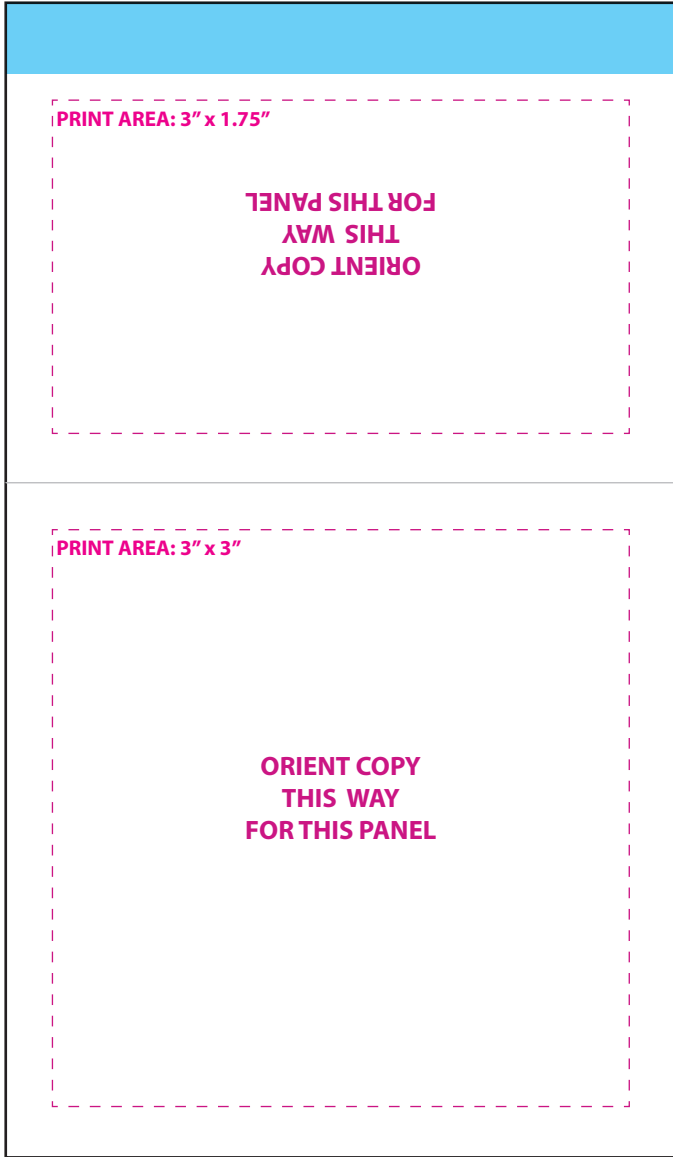 PRINT AREA: 3” x 1.75”
ORIENT COPY
THIS WAY
FOR THIS PANEL
PRINT AREA: 3” x 3”
ORIENT COPY
THIS WAY
FOR THIS PANEL